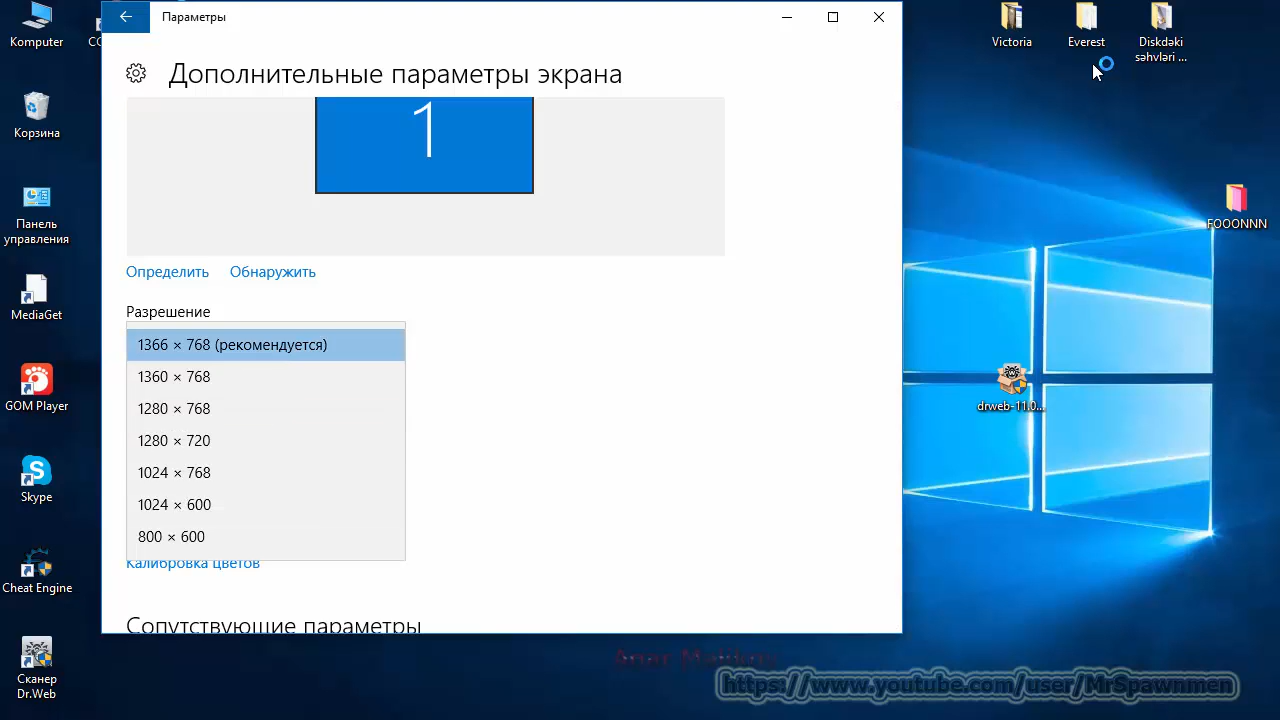 Komputer
Корзина
Панель
управления
MediaGet
GOM Player
Skype
Cheat Engine
Сканер
Dr.Web
Параметры
Дополнительные параметры экрана
1
Определить Обнаружить
Разрешение
1366 × 768 (рекомендуется)
1360 × 768
1280 × 768
1280 × 720
1024 × 768
1024 × 600
800 × 600
Калибровка цветов
Сопутствующие параметры
Victoria
Everest
Diskdəki
səhvləri ...
FOOONNN
drweb-11.0...
https://www.youtube.com/user/MrSpawnmen